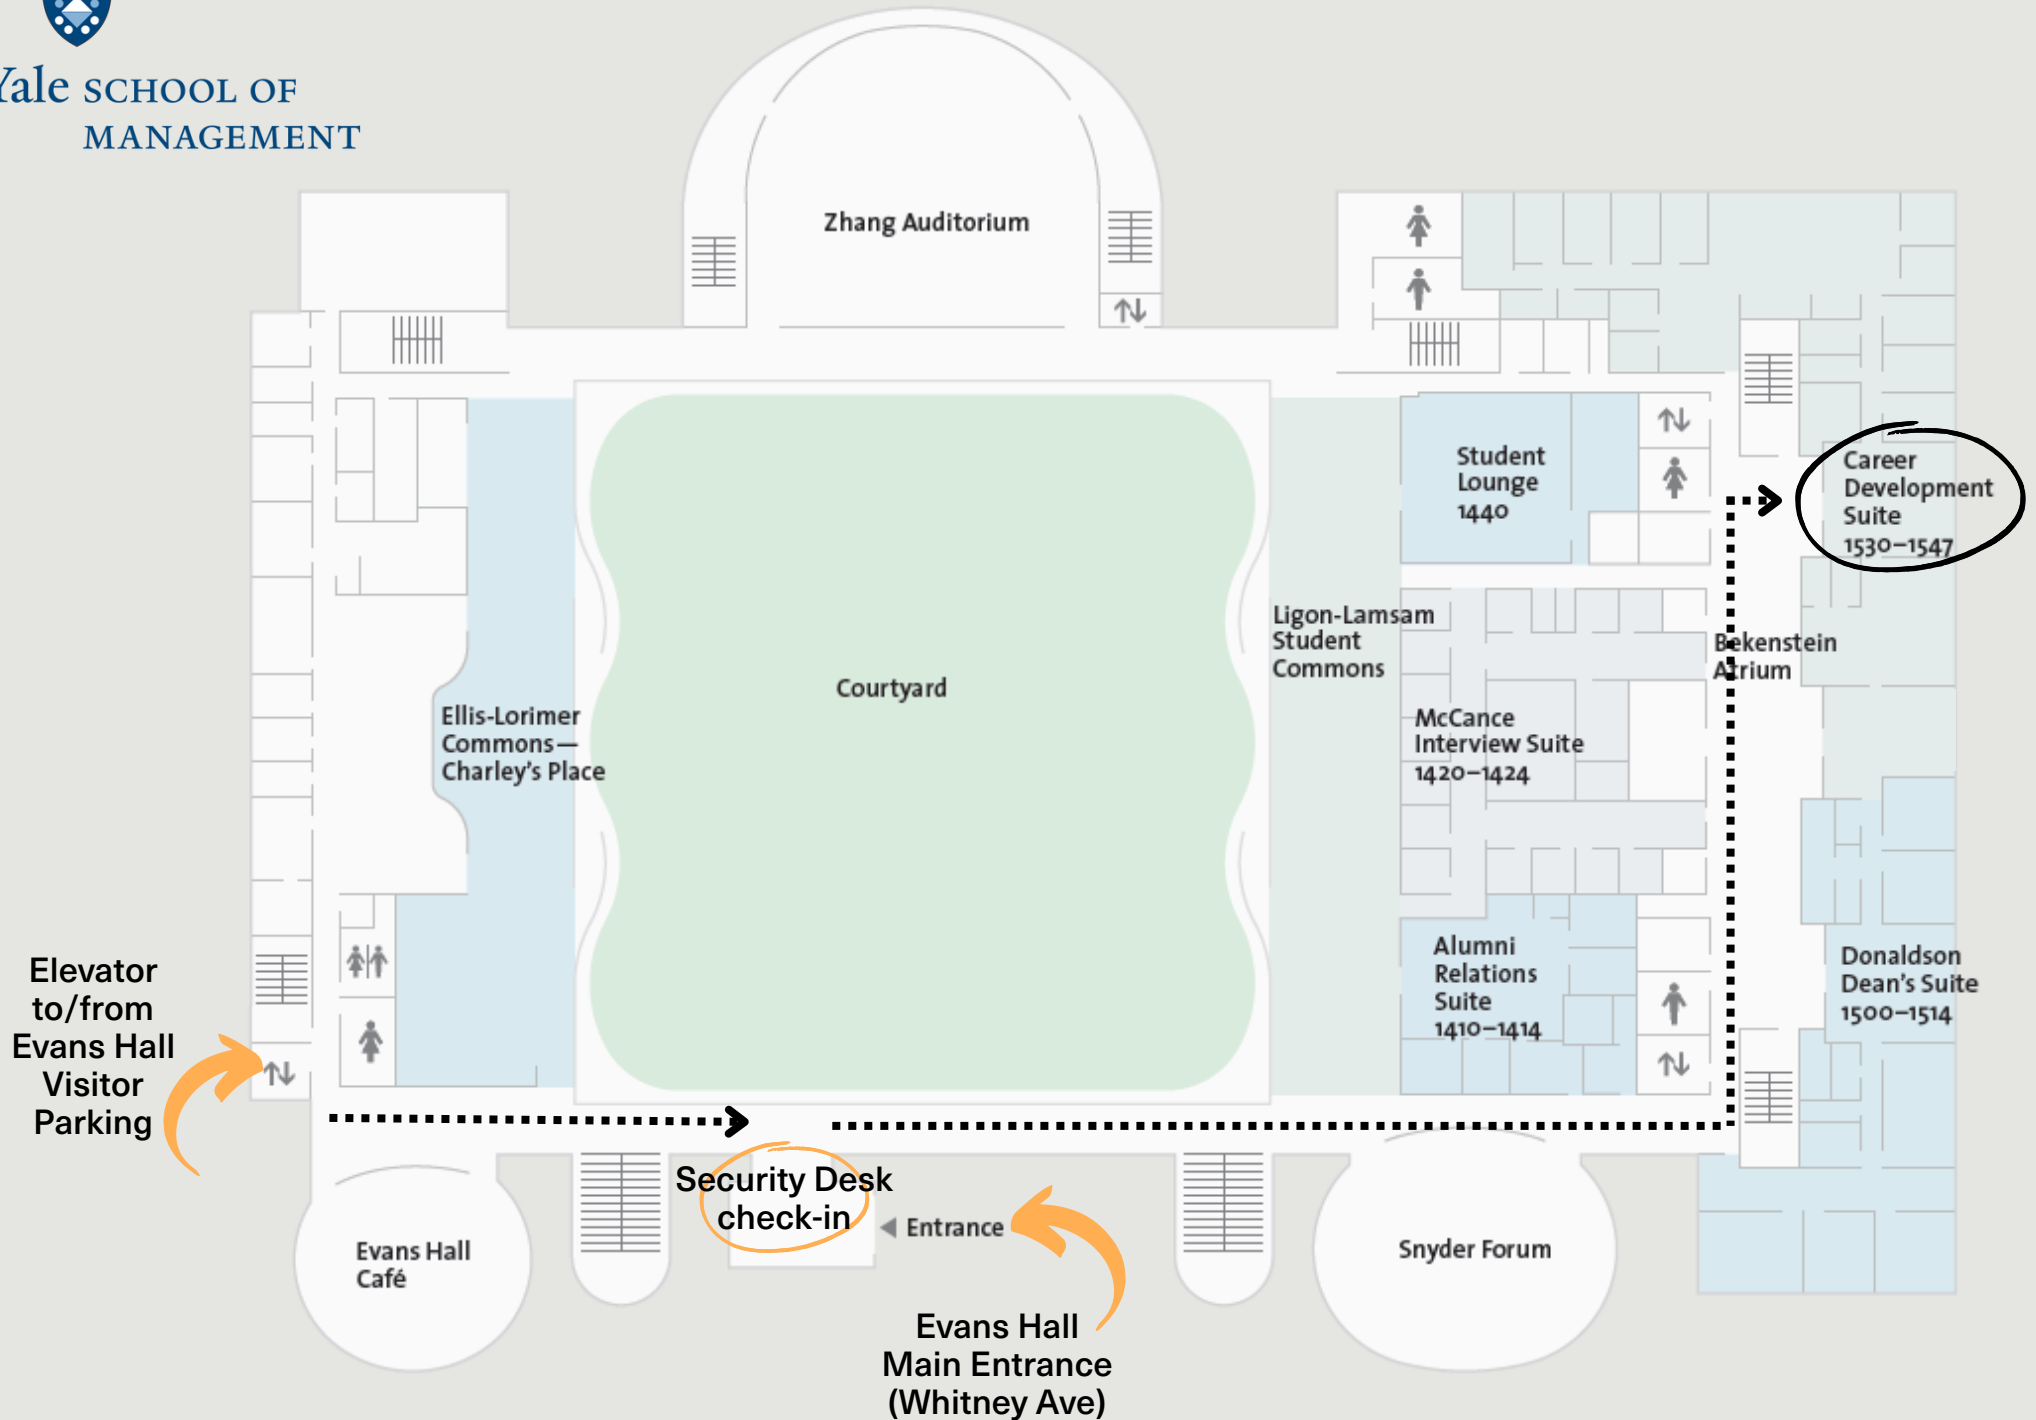 Yale SCHOOL OF
MANAGEMENT
Zhang Auditorium
Student
Lounge
1440
Career
Development
Suite
1530–1547
Ligon-Lamsam
Student
Commons
Bekenstein
Atrium
Courtyard
Ellis-Lorimer
Commons—
Charley's Place
McCance
Interview Suite
1420–1424
Alumni
Relations
Suite
1410–1414
Donaldson
Dean's Suite
1500–1514
Elevator
to/from
Evans Hall
Visitor
Parking
Security Desk
check-in
Entrance
Evans Hall
Café
Snyder Forum
Evans Hall
Main Entrance
(Whitney Ave)